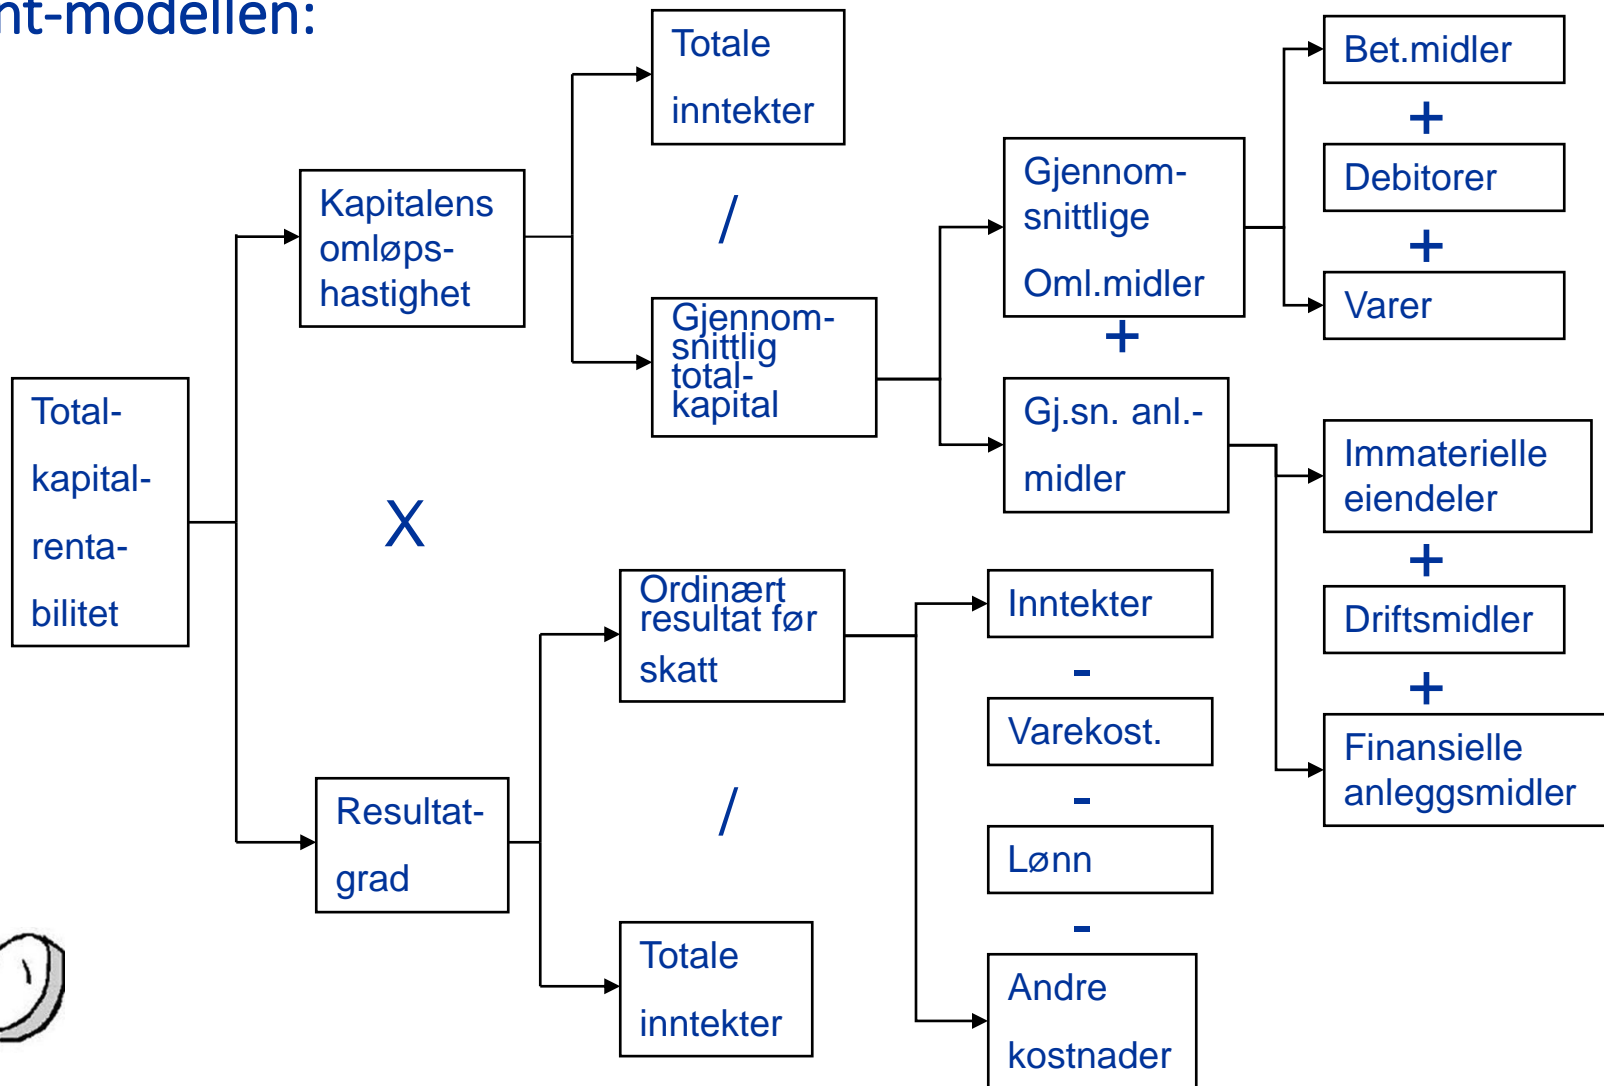 nt-modellen:
Totale
inntekter
/
Bet.midler
+
Debitorer
+
Varer
Kapitalens
omløps-
hastighet
Gjennom-
snittlige
Oml.midler
+
Gjennom-
snittlig
total-
kapital
Gj.sn. anl.-
midler
Immaterielle
eiendeler
+
Driftsmidler
+
Finansielle
anleggsmidler
Total-
kapital-
renta-
bilitet
X
Ordinært
resultat før
skatt
/
Inntekter
-
Varekost.
-
Lønn
-
Andre
kostnader
Resultat-
grad
Totale
inntekter